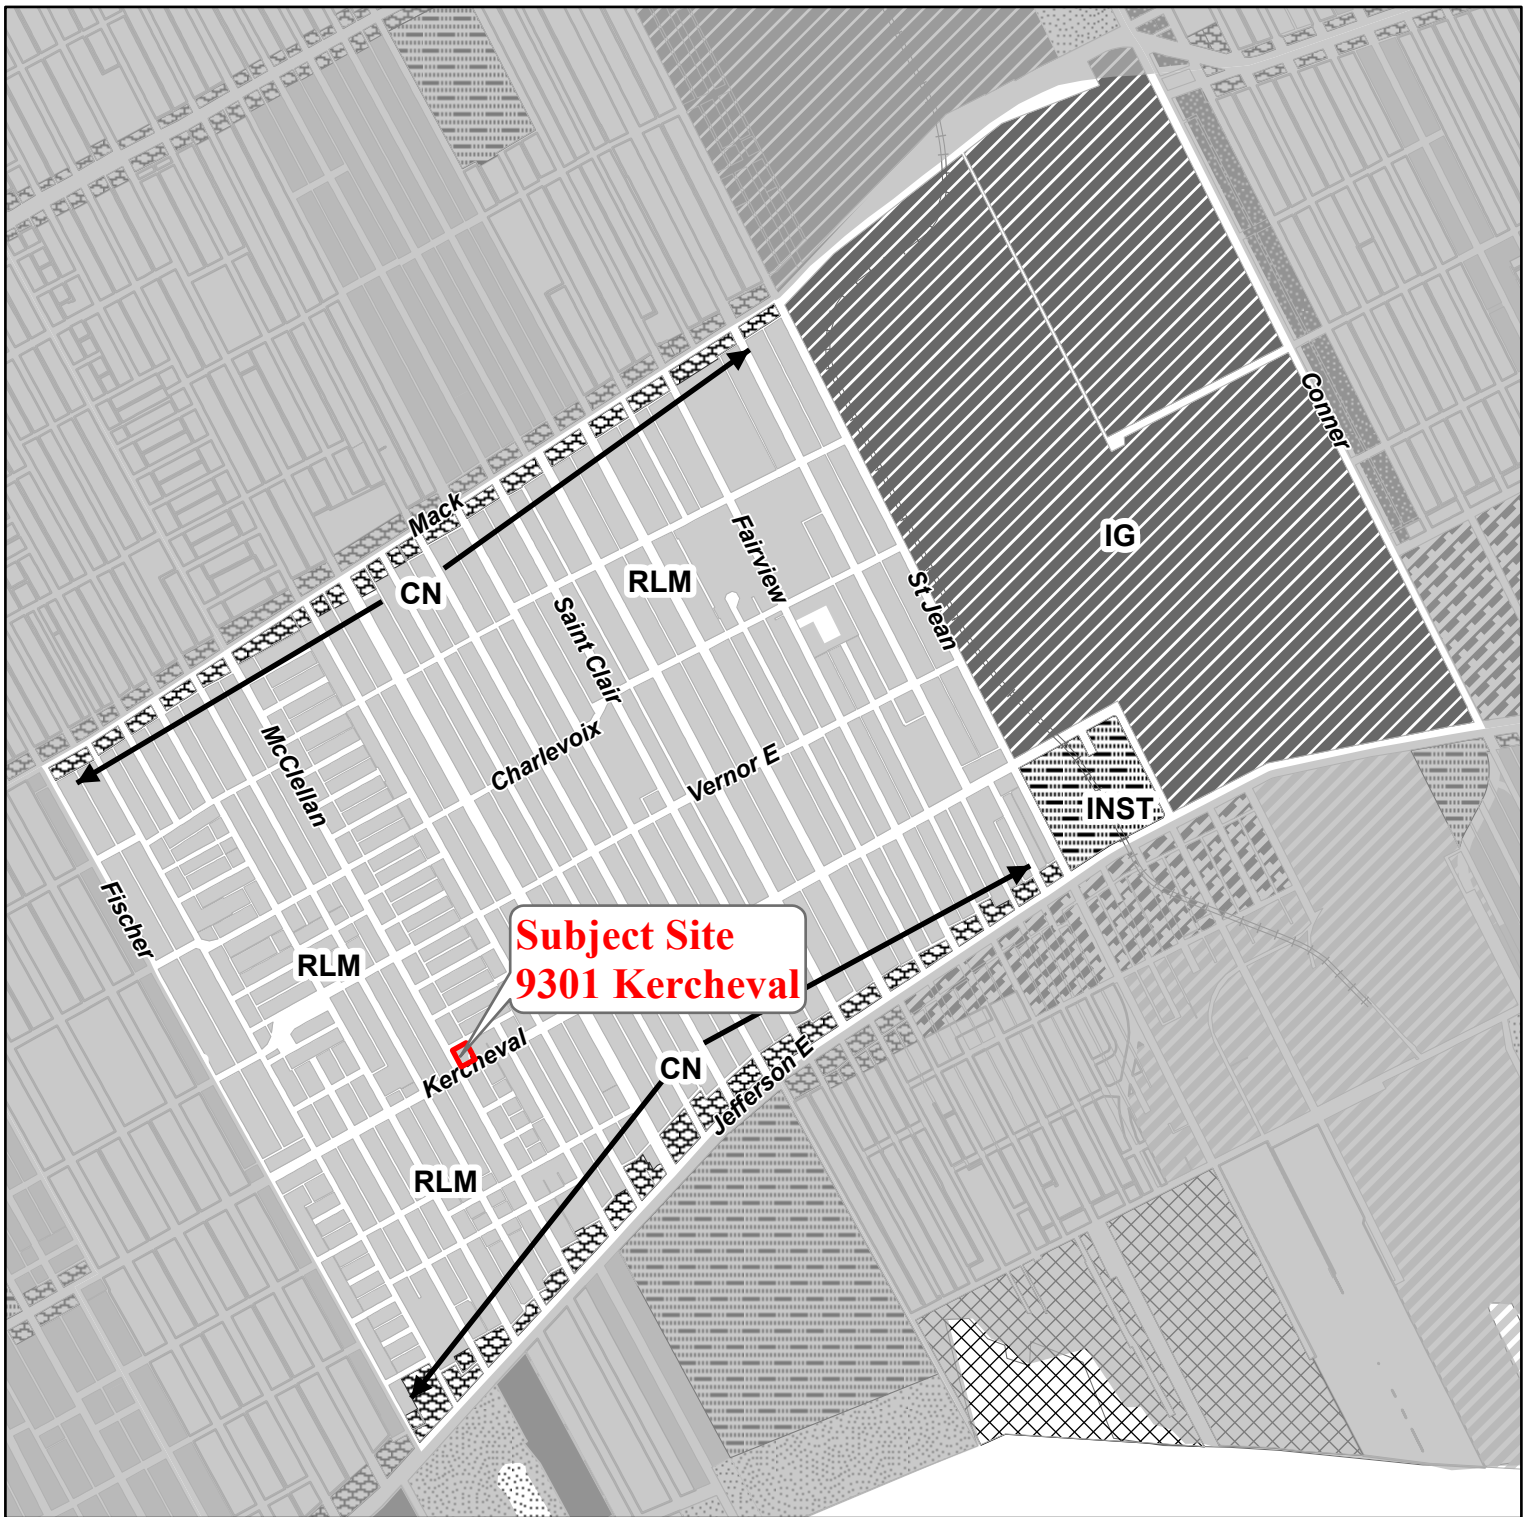 Conner
Mack
Fairview
IG
RLM
CN
St Jean
Saint Clair
McClellan
Charlevoix
Vernor E
INST
Fischer
Subject Site
9301 Kercheval
RLM
Kercheval
CN
Jefferson E
RLM